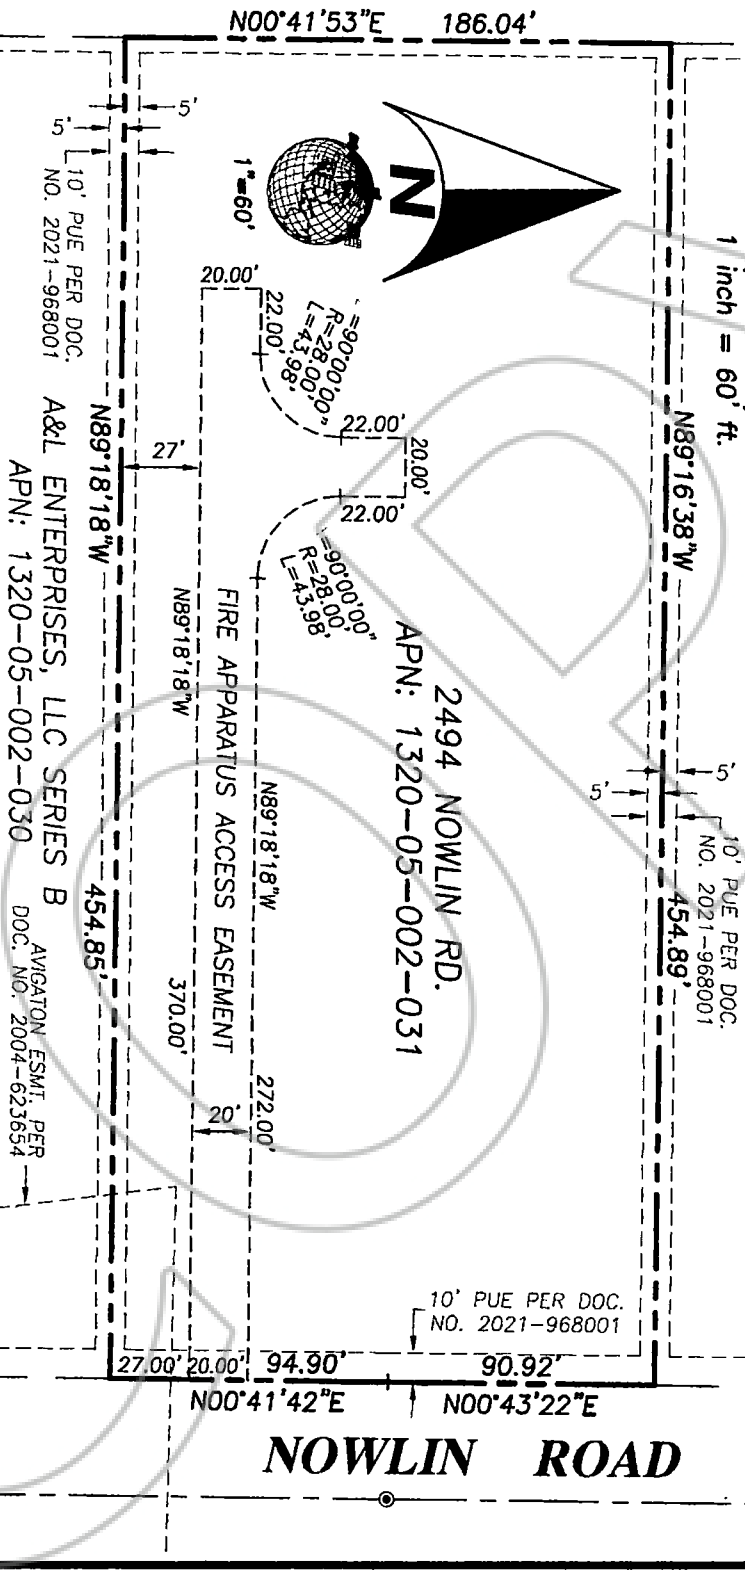 N00°41'53"E 186.04'
5'
5'
10' PUE PER DOC.
NO. 2021-968001
N
1"=60'
1 inch = 60' ft.
20.00'
22.00'
=90°00'00"
R=28.00'
L=43.98'
22.00'
20.00'
22.00'
=90°00'00"
R=28.00'
L=43.98'
27'
N89°18'18"W 454.85'
A&L ENTERPRISES, LLC SERIES B
APN: 1320-05-002-030
N89°16'38"W 454.89'
FIRE APPARATUS ACCESS EASEMENT
N89°18'18"W 370.00'
N89°18'18"W 272.00'
20'
2494 NOWLIN RD.
APN: 1320-05-002-031
5'
5'
10' PUE PER DOC.
NO. 2021-968001
AVIGATON ESMT. PER
DOC. NO. 2004-623654
10' PUE PER DOC.
NO. 2021-968001
27.00' 20.00' 94.90' 90.92'
N00°41'42"E N00°43'22"E
NOWLIN ROAD